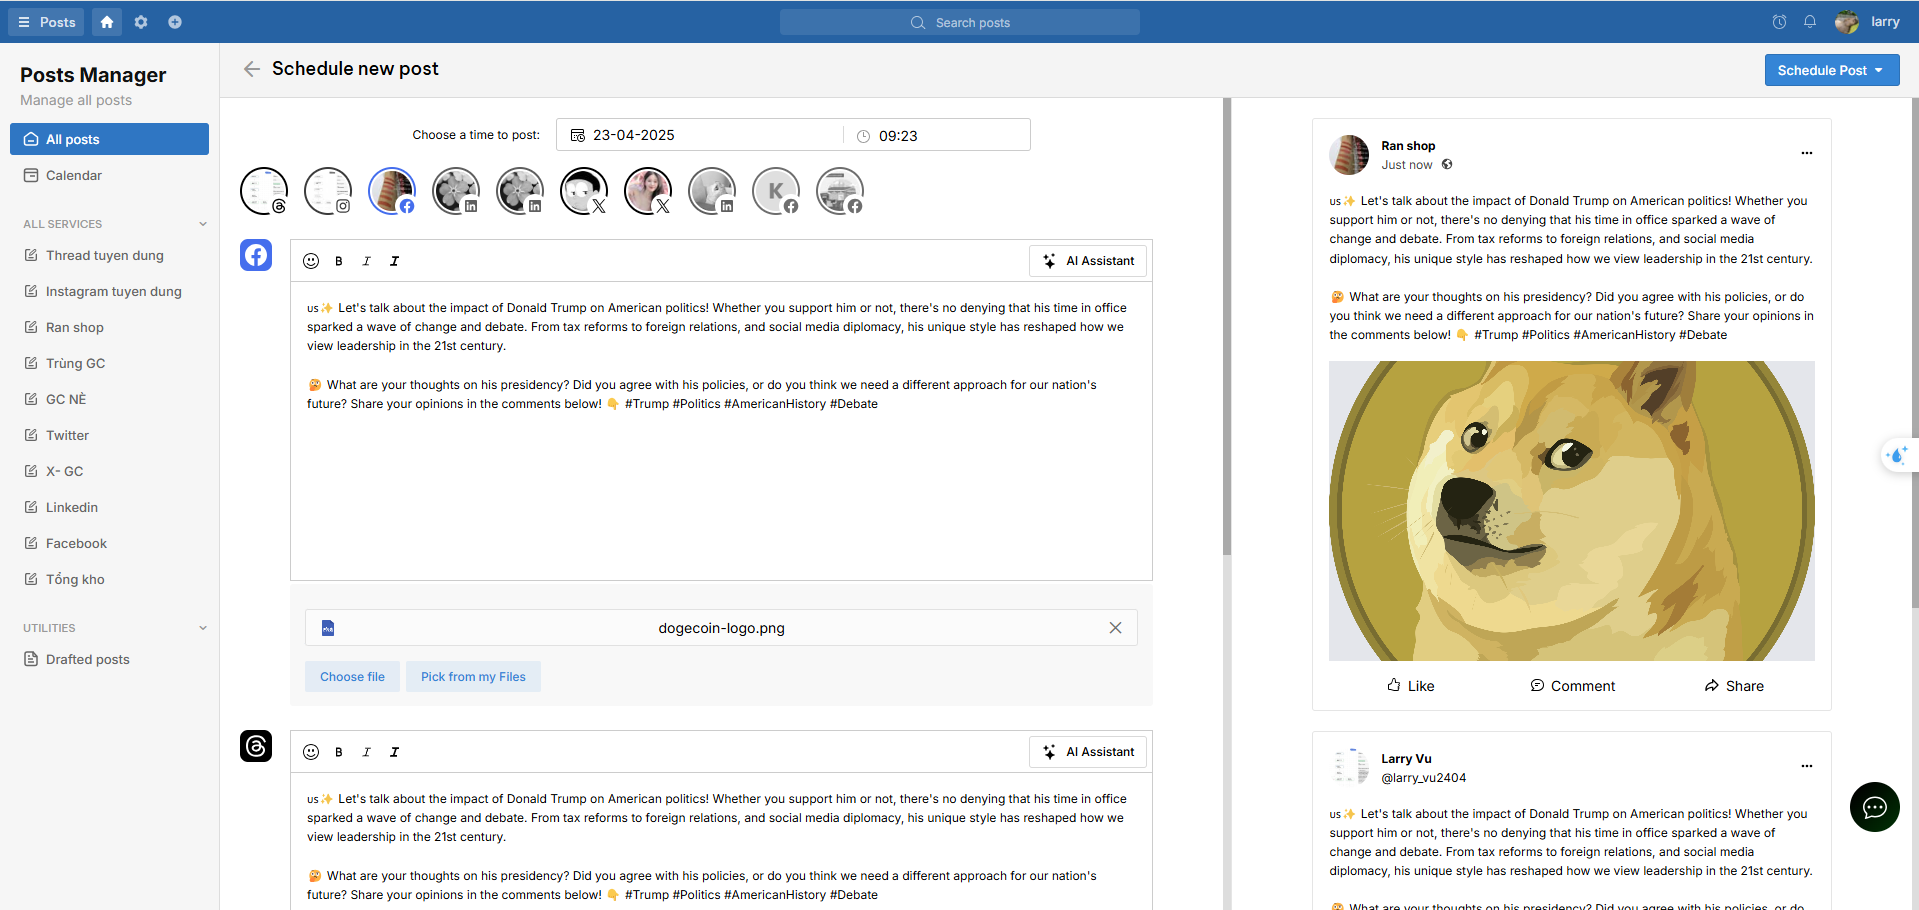 Posts
Search posts
larry
Posts Manager
Manage all posts
All posts
Calendar
ALL SERVICES
Thread tuyen dung
Instagram tuyen dung
Ran shop
Trùng GC
GC NÈ
Twitter
X- GC
Linkedin
Facebook
Tổng kho
UTILITIES
Drafted posts
Schedule new post
Schedule Post
Choose a time to post:
23-04-2025
09:23
K
B I I
AI Assistant
us✨ Let's talk about the impact of Donald Trump on American politics! Whether you support him or not, there's no denying that his time in office
sparked a wave of change and debate. From tax reforms to foreign relations, and social media diplomacy, his unique style has reshaped how we
view leadership in the 21st century.
🤔 What are your thoughts on his presidency? Did you agree with his policies, or do you think we need a different approach for our nation's
future? Share your opinions in the comments below! 👇 #Trump #Politics #AmericanHistory #Debate
dogecoin-logo.png
Choose file
Pick from my Files
B I I
AI Assistant
us✨ Let's talk about the impact of Donald Trump on American politics! Whether you support him or not, there's no denying that his time in office
sparked a wave of change and debate. From tax reforms to foreign relations, and social media diplomacy, his unique style has reshaped how we
view leadership in the 21st century.
🤔 What are your thoughts on his presidency? Did you agree with his policies, or do you think we need a different approach for our nation's
future? Share your opinions in the comments below! 👇 #Trump #Politics #AmericanHistory #Debate
Ran shop
Just now
us✨ Let's talk about the impact of Donald Trump on American politics! Whether you
support him or not, there's no denying that his time in office sparked a wave of
change and debate. From tax reforms to foreign relations, and social media
diplomacy, his unique style has reshaped how we view leadership in the 21st century.
🤔 What are your thoughts on his presidency? Did you agree with his policies, or do
you think we need a different approach for our nation's future? Share your opinions in
the comments below! 👇 #Trump #Politics #AmericanHistory #Debate
Like
Comment
Share
Larry Vu
@larry_vu2404
us✨ Let's talk about the impact of Donald Trump on American politics! Whether you
support him or not, there's no denying that his time in office sparked a wave of
change and debate. From tax reforms to foreign relations, and social media
diplomacy, his unique style has reshaped how we view leadership in the 21st century.
🤔 What are your thoughts on his presidency? Did you agree with his policies, or do